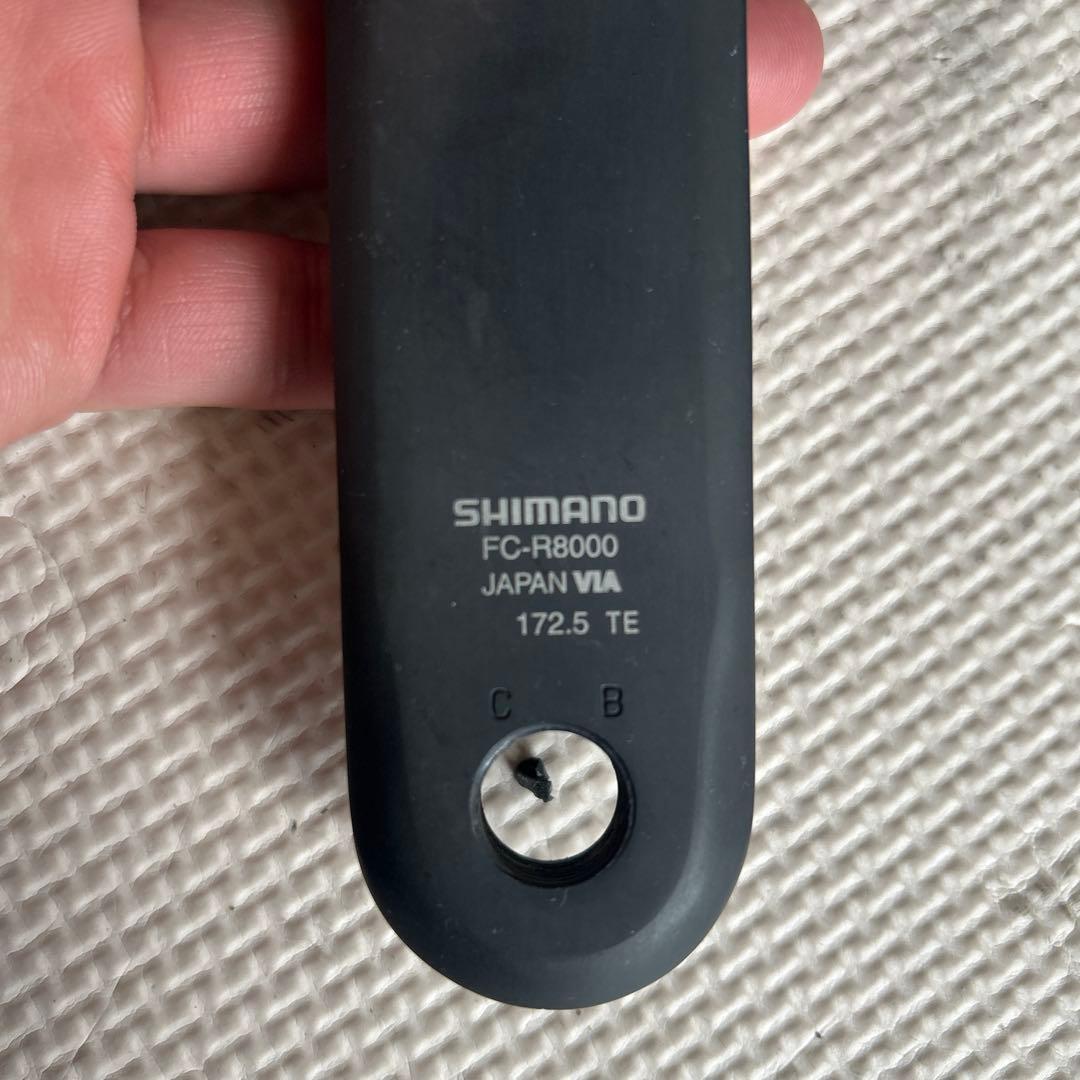 SHIMANO
FC-R8000
JAPAN VIA
172.5 TE
C B